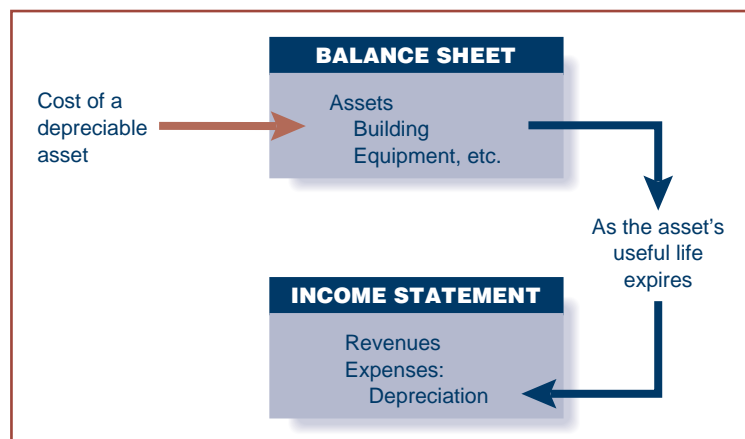 BALANCE SHEET
Cost of a
depreciable
asset
Assets
Building
Equipment, etc.
As the asset's
useful life
expires
INCOME STATEMENT
Revenues
Expenses:
Depreciation